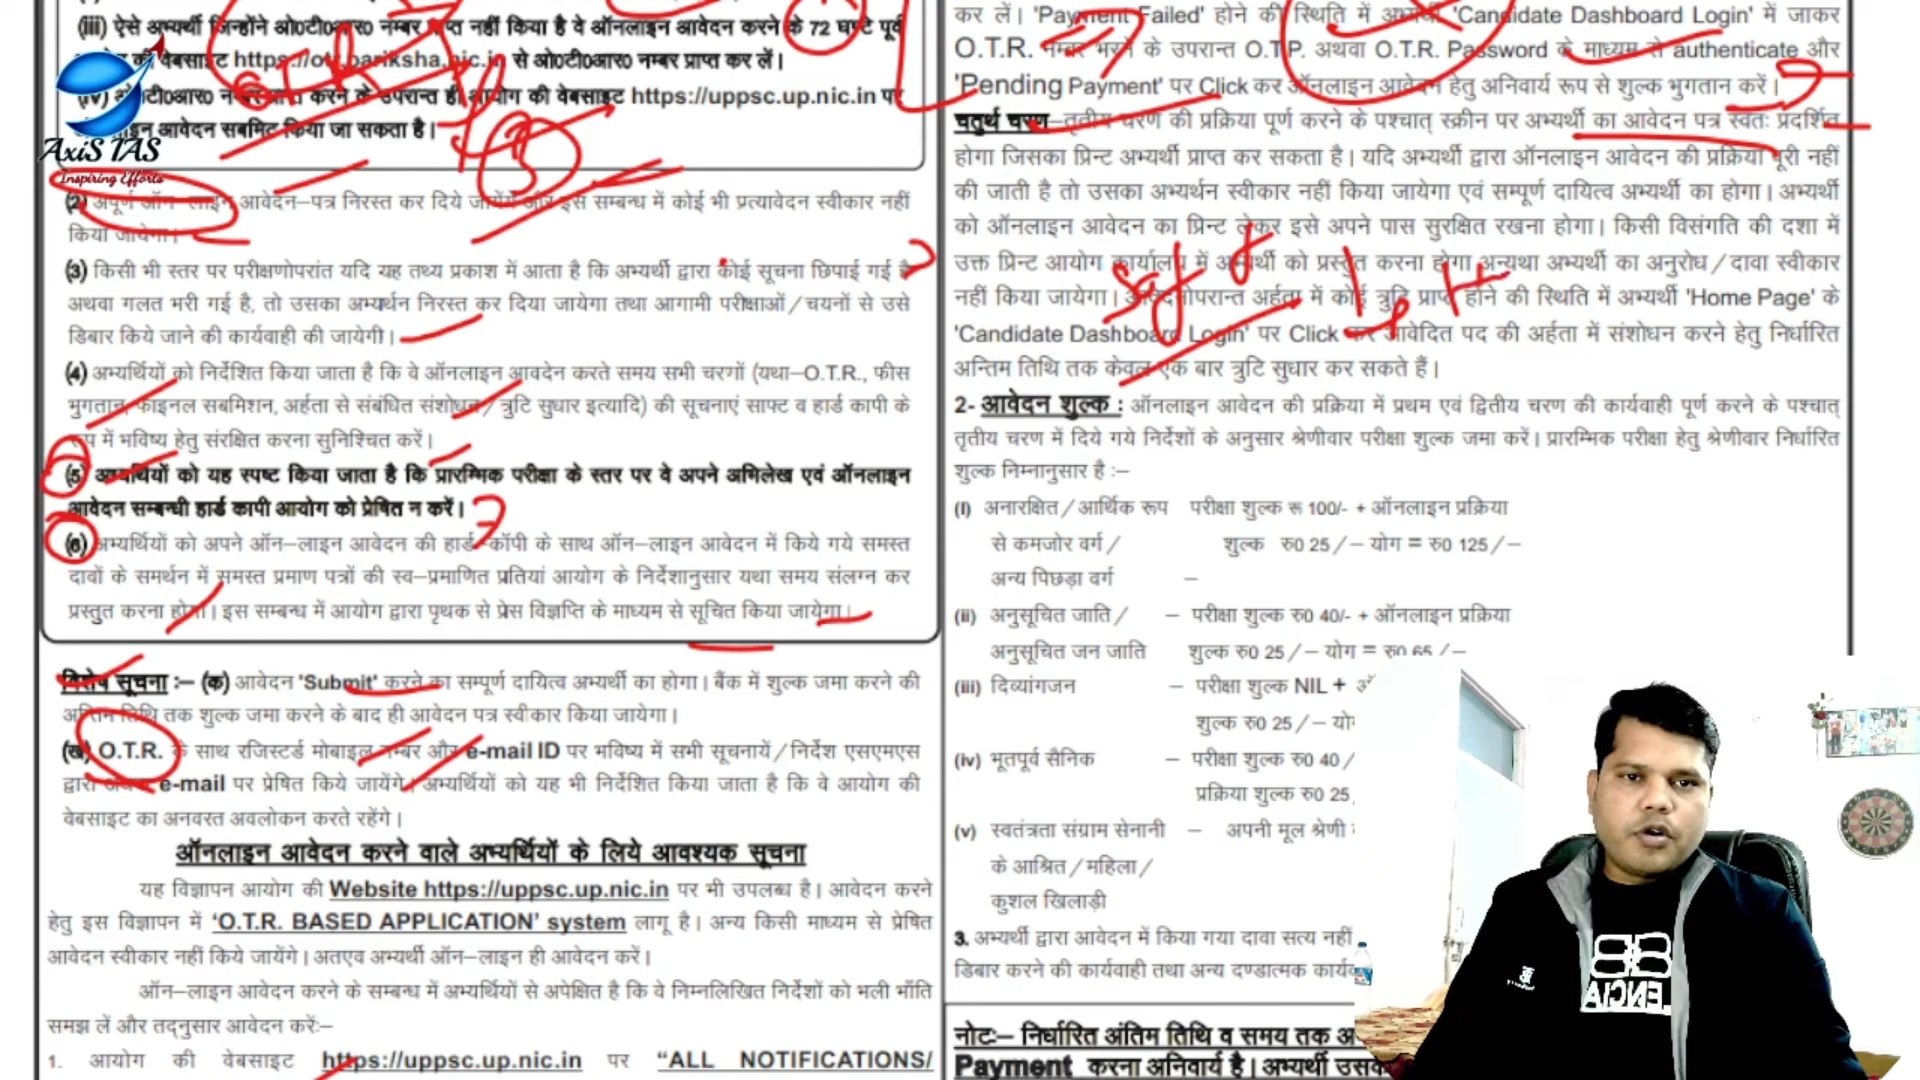 (iii) ऐसे अभ्यर्थी जिन्होंने ओ0टी0आर0 नम्बर प्राप्त नहीं किया है वे ऑनलाइन आवेदन करने के 72 घण्टे पूर्व
की वेबसाइट https://otr.pariksha.nic.in से ओ0टी0आर0 नम्बर प्राप्त कर लें।
(iv) ओ0टी0आर0 नम्बर प्राप्त करने के उपरान्त ही आयोग की वेबसाइट https://uppsc.up.nic.in पर
आवेदन सबमिट किया जा सकता है।
AxiS IAS
Inspiring Efforts
(2) अपूर्ण ऑन–लाइन आवेदन–पत्र निरस्त कर दिये जायेंगे और इस सम्बन्ध में कोई भी प्रत्यावेदन स्वीकार नहीं
किया जायेगा।
(3) किसी भी स्तर पर परीक्षणोपरांत यदि यह तथ्य प्रकाश में आता है कि अभ्यर्थी द्वारा कोई सूचना छिपाई गई है
अथवा गलत भरी गई है, तो उसका अभ्यर्थन निरस्त कर दिया जायेगा तथा आगामी परीक्षाओं/चयनों से उसे
डिबार किये जाने की कार्यवाही की जायेगी।
(4) अभ्यर्थियों को निर्देशित किया जाता है कि वे ऑनलाइन आवदेन करते समय सभी चरणों (यथा–O.T.R., फीस
भुगतान, फाइनल सबमिशन, अर्हता से संबंधित संशोधन/ त्रुटि सुधार इत्यादि) की सूचनाएं साफ्ट व हार्ड कापी के
रूप में भविष्य हेतु संरक्षित करना सुनिश्चित करें।
(5) अभ्यर्थियों को यह स्पष्ट किया जाता है कि प्रारम्भिक परीक्षा के स्तर पर वे अपने अभिलेख एवं ऑनलाइन
आवेदन सम्बन्धी हार्ड कापी आयोग को प्रेषित न करें।
(6) अभ्यर्थियों को अपने ऑन–लाइन आवेदन की हार्ड कॉपी के साथ ऑन–लाइन आवेदन में किये गये समस्त
दावों के समर्थन में समस्त प्रमाण पत्रों की स्व–प्रमाणित प्रतियां आयोग के निर्देशानुसार यथा समय संलग्न कर
प्रस्तुत करना होगा। इस सम्बन्ध में आयोग द्वारा पृथक से प्रेस विज्ञप्ति के माध्यम से सूचित किया जायेगा।
विशेष सूचना :– (क) आवेदन 'Submit' करने का सम्पूर्ण दायित्व अभ्यर्थी का होगा। बैंक में शुल्क जमा करने की
अन्तिम तिथि तक शुल्क जमा करने के बाद ही आवेदन पत्र स्वीकार किया जायेगा।
(ख) O.T.R. के साथ रजिस्टर्ड मोबाइल नम्बर और e-mail ID पर भविष्य में सभी सूचनायें/निर्देश एसएमएस
द्वारा अथवा e-mail पर प्रेषित किये जायेंगे। अभ्यर्थियों को यह भी निर्देशित किया जाता है कि वे आयोग की
वेबसाइट का अनवरत अवलोकन करते रहेंगे।
ऑनलाइन आवेदन करने वाले अभ्यर्थियों के लिये आवश्यक सूचना
यह विज्ञापन आयोग की Website https://uppsc.up.nic.in पर भी उपलब्ध है। आवेदन करने
हेतु इस विज्ञापन में ‘O.T.R. BASED APPLICATION’ system लागू है। अन्य किसी माध्यम से प्रेषित
आवेदन स्वीकार नहीं किये जायेंगे। अतएव अभ्यर्थी ऑन–लाइन ही आवेदन करें।
ऑन–लाइन आवेदन करने के सम्बन्ध में अभ्यर्थियों से अपेक्षित है कि वे निम्नलिखित निर्देशों को भली भाँति
समझ लें और तद्नुसार आवेदन करेंः–
1. आयोग की वेबसाइट https://uppsc.up.nic.in पर “ALL NOTIFICATIONS/
कर लें। 'Payment Failed' होने की स्थिति में अभ्यर्थी 'Candidate Dashboard Login' में जाकर
O.T.R. नम्बर भरने के उपरान्त O.T.P. अथवा O.T.R. Password के माध्यम से authenticate और
'Pending Payment' पर Click कर ऑनलाइन आवेदन हेतु अनिवार्य रूप से शुल्क भुगतान करें।
चतुर्थ चरण–तृतीय चरण की प्रक्रिया पूर्ण करने के पश्चात् स्क्रीन पर अभ्यर्थी का आवेदन पत्र स्वतः प्रदर्शित
होगा जिसका प्रिन्ट अभ्यर्थी प्राप्त कर सकता है। यदि अभ्यर्थी द्वारा ऑनलाइन आवेदन की प्रक्रिया पूरी नहीं
की जाती है तो उसका अभ्यर्थन स्वीकार नहीं किया जायेगा एवं सम्पूर्ण दायित्व अभ्यर्थी का होगा। अभ्यर्थी
को ऑनलाइन आवेदन का प्रिन्ट लेकर इसे अपने पास सुरक्षित रखना होगा। किसी विसंगति की दशा में
उक्त प्रिन्ट आयोग कार्यालय में अभ्यर्थी को प्रस्तुत करना होगा अन्यथा अभ्यर्थी का अनुरोध/दावा स्वीकार
नहीं किया जायेगा। आवेदनोपरान्त अर्हता में कोई त्रुटि प्राप्त होने की स्थिति में अभ्यर्थी 'Home Page' के
'Candidate Dashboard Login' पर Click कर आवेदित पद की अर्हता में संशोधन करने हेतु निर्धारित
अन्तिम तिथि तक केवल एक बार त्रुटि सुधार कर सकते हैं।
2- आवेदन शुल्क : ऑनलाइन आवेदन की प्रक्रिया में प्रथम एवं द्वितीय चरण की कार्यवाही पूर्ण करने के पश्चात्
तृतीय चरण में दिये गये निर्देशों के अनुसार श्रेणीवार परीक्षा शुल्क जमा करें। प्रारम्भिक परीक्षा हेतु श्रेणीवार निर्धारित
शुल्क निम्नानुसार है :–
(i) अनारक्षित/आर्थिक रूप परीक्षा शुल्क रू 100/- + ऑनलाइन प्रक्रिया
से कमजोर वर्ग/ शुल्क रु0 25/– योग = रु0 125/–
अन्य पिछड़ा वर्ग –
(ii) अनुसूचित जाति/ – परीक्षा शुल्क रु0 40/- + ऑनलाइन प्रक्रिया
अनुसूचित जन जाति शुल्क रु0 25/– योग = रु0 65/–
(iii) दिव्यांगजन – परीक्षा शुल्क NIL +
शुल्क रु0 25/–
(iv) भूतपूर्व सैनिक – परीक्षा शुल्क रु0 40/
प्रक्रिया शुल्क रु0 25
(v) स्वतंत्रता संग्राम सेनानी – अपनी मूल श्रेणी
के आश्रित/महिला/
कुशल खिलाड़ी
3. अभ्यर्थी द्वारा आवेदन में किया गया दावा सत्य नहीं
डिबार करने की कार्यवाही तथा अन्य दण्डात्मक
नोटः– निर्धारित अंतिम तिथि व समय तक
Payment करना अनिवार्य है। अभ्यर्थी